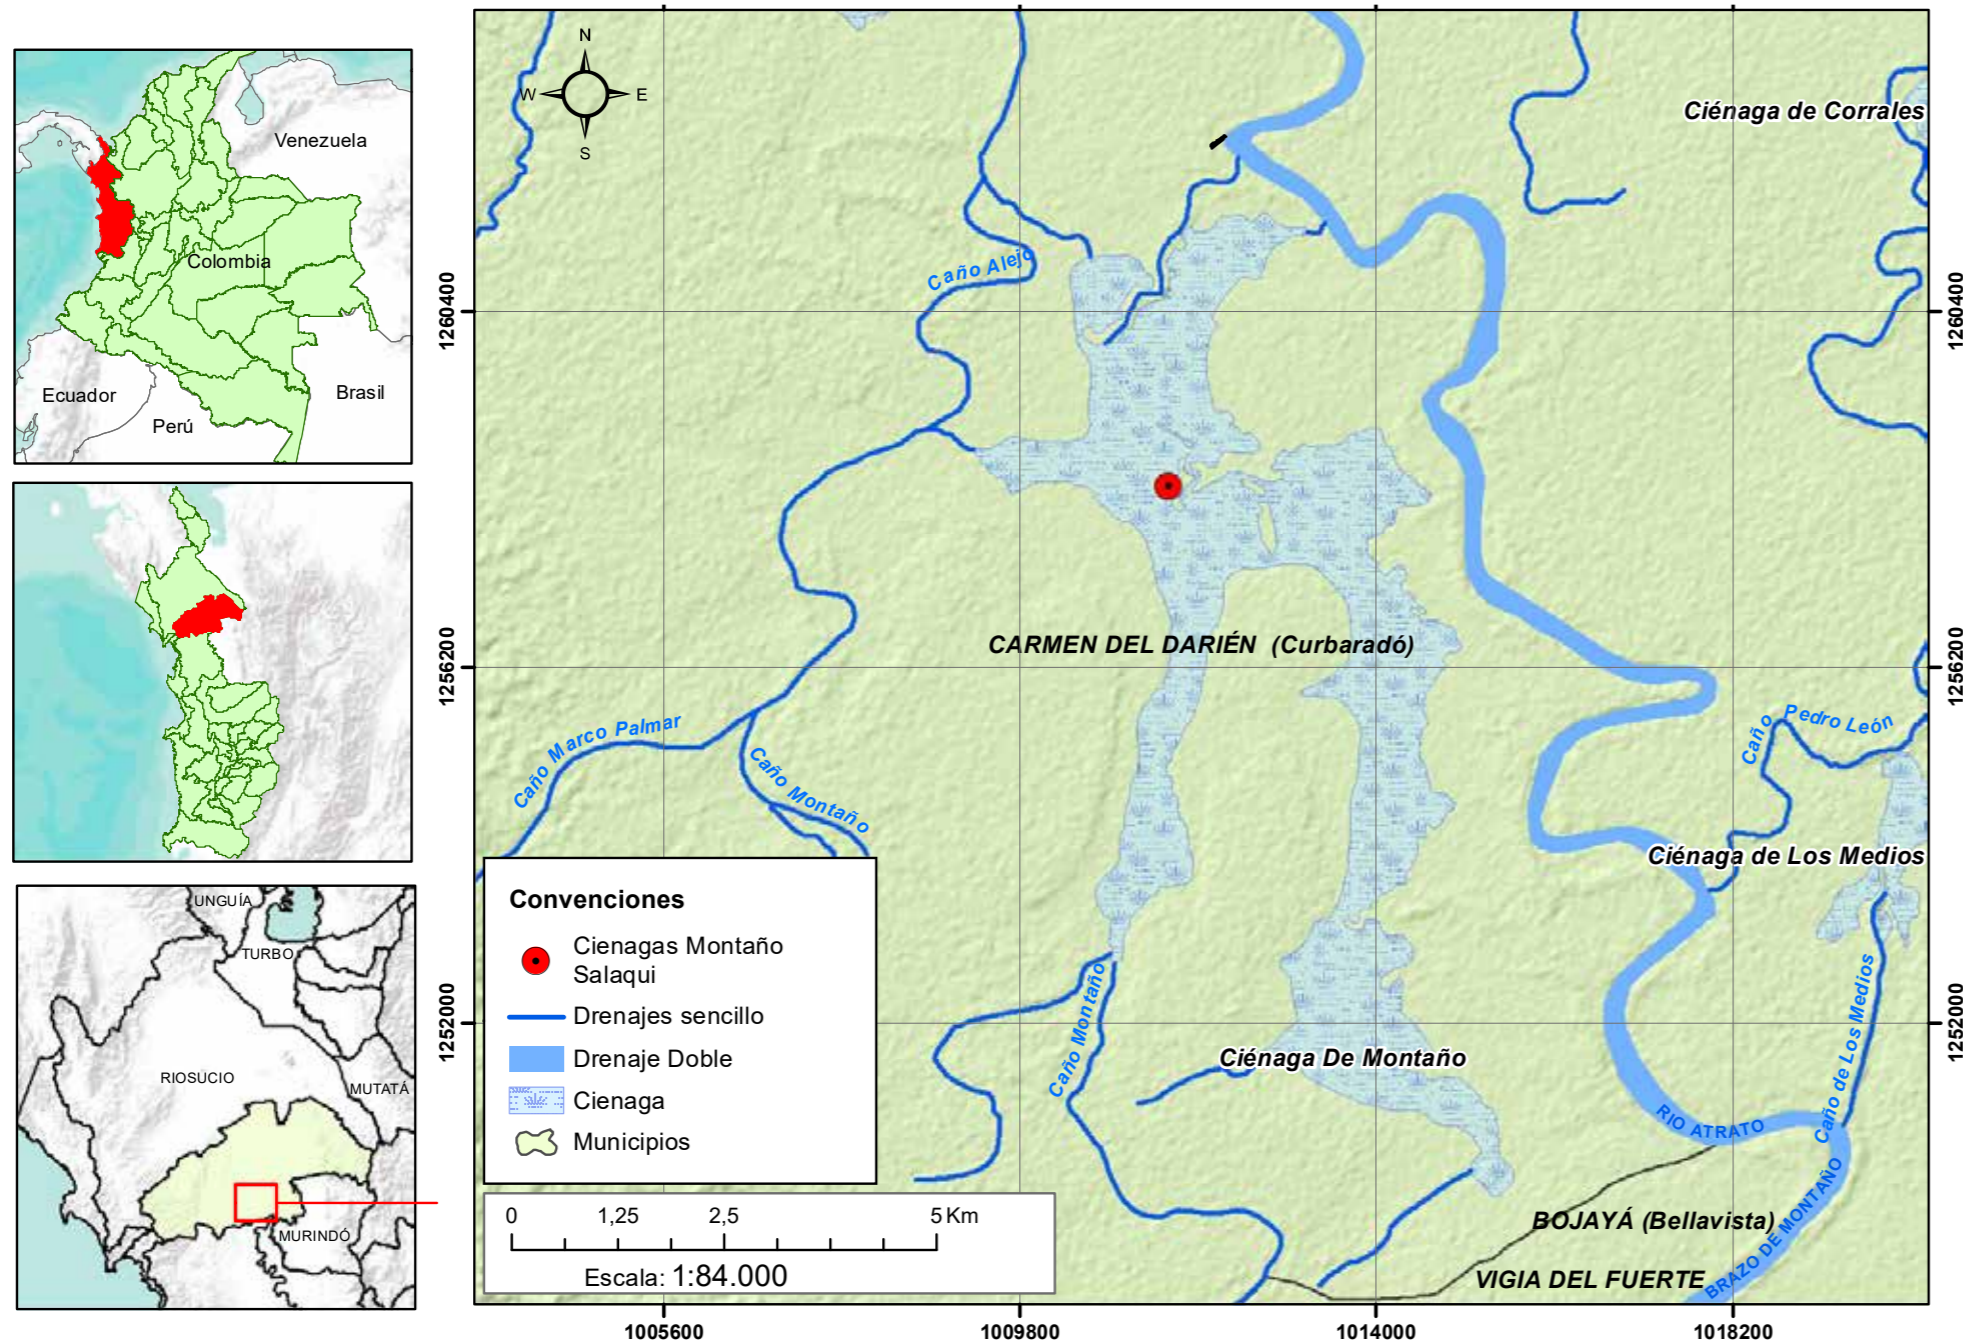 Venezuela
Colombia
Ecuador
Brasil
Perú
UNGUÍA
TURBO
RIOSUCIO
MUTATÁ
MURINDÓ
N
W
E
S
Ciénaga de Corrales
Caño Alejo
1260400
1260400
CARMEN DEL DARIÉN (Curbaradó)
1256200
1256200
Caño Marco Palmar
Caño Montaño
Caño Pedro León
Ciénaga de Los Medios
Caño Montaño
Caño de Los Medios
1252000
1252000
Ciénaga De Montaño
RIO ATRATO
BOJAYÁ (Bellavista)
BRAZO DE MONTAÑO
VIGIA DEL FUERTE
Convenciones
Cienagas Montaño
Salaqui
Drenajes sencillo
Drenaje Doble
Cienaga
Municipios
0 1,25 2,5 5 Km
Escala: 1:84.000
1005600 1009800 1014000 1018200